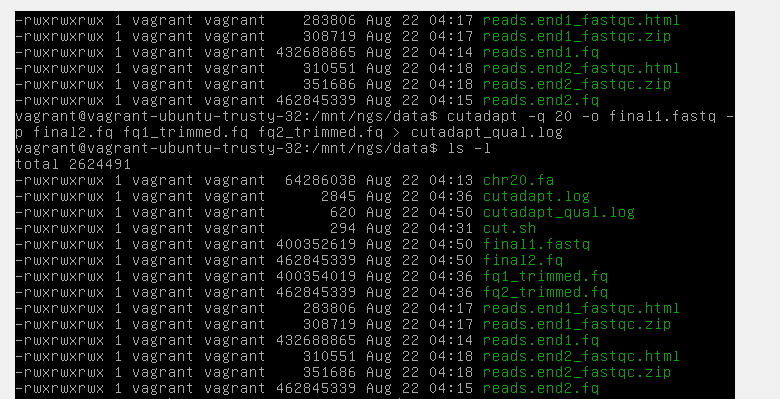 -rwxrwxrwx 1 vagrant vagrant    283806 Aug 22 04:17 reads.end1_fastqc.html
-rwxrwxrwx 1 vagrant vagrant    308719 Aug 22 04:17 reads.end1_fastqc.zip
-rwxrwxrwx 1 vagrant vagrant 432688865 Aug 22 04:14 reads.end1.fq
-rwxrwxrwx 1 vagrant vagrant    310551 Aug 22 04:18 reads.end2_fastqc.html
-rwxrwxrwx 1 vagrant vagrant    351686 Aug 22 04:18 reads.end2_fastqc.zip
-rwxrwxrwx 1 vagrant vagrant 462845339 Aug 22 04:15 reads.end2.fq
vagrant@vagrant-ubuntu-trusty-32:/mnt/ngs/data$ cutadapt -q 20 -o final1.fastq -
p final2.fq fq1_trimmed.fq fq2_trimmed.fq > cutadapt_qual.log
vagrant@vagrant-ubuntu-trusty-32:/mnt/ngs/data$ ls -l
total 2624491
-rwxrwxrwx 1 vagrant vagrant  64286038 Aug 22 04:13 chr20.fa
-rwxrwxrwx 1 vagrant vagrant      2845 Aug 22 04:36 cutadapt.log
-rwxrwxrwx 1 vagrant vagrant       620 Aug 22 04:50 cutadapt_qual.log
-rwxrwxrwx 1 vagrant vagrant       294 Aug 22 04:31 cut.sh
-rwxrwxrwx 1 vagrant vagrant 400352619 Aug 22 04:50 final1.fastq
-rwxrwxrwx 1 vagrant vagrant 462845339 Aug 22 04:50 final2.fq
-rwxrwxrwx 1 vagrant vagrant 400354019 Aug 22 04:36 fq1_trimmed.fq
-rwxrwxrwx 1 vagrant vagrant 462845339 Aug 22 04:36 fq2_trimmed.fq
-rwxrwxrwx 1 vagrant vagrant    283806 Aug 22 04:17 reads.end1_fastqc.html
-rwxrwxrwx 1 vagrant vagrant    308719 Aug 22 04:17 reads.end1_fastqc.zip
-rwxrwxrwx 1 vagrant vagrant 432688865 Aug 22 04:14 reads.end1.fq
-rwxrwxrwx 1 vagrant vagrant    310551 Aug 22 04:18 reads.end2_fastqc.html
-rwxrwxrwx 1 vagrant vagrant    351686 Aug 22 04:18 reads.end2_fastqc.zip
-rwxrwxrwx 1 vagrant vagrant 462845339 Aug 22 04:15 reads.end2.fq